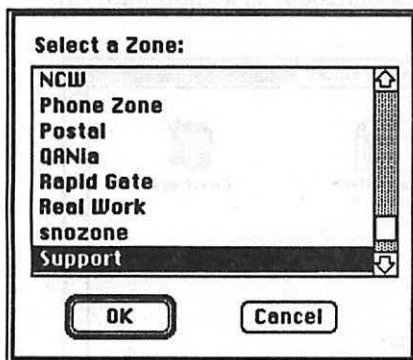 Select a Zone:
NCW
Phone Zone
Postal
QANia
Rapid Gate
Real Work
snozone
Support
OK Cancel